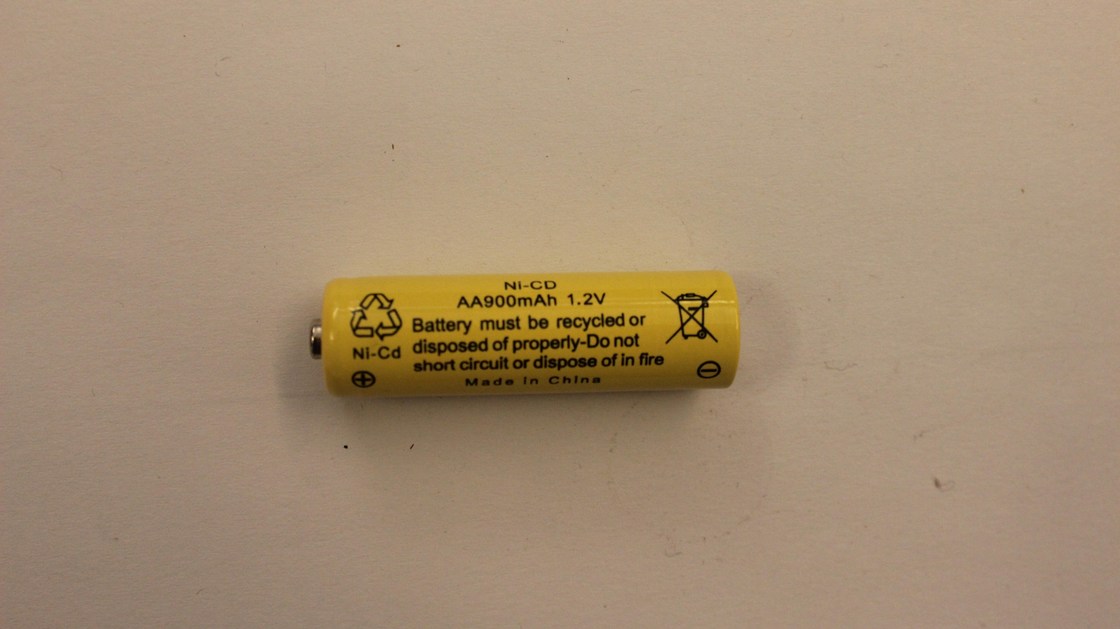 Ni-CD
AA900mAh 1.2V
Battery must be recycled or
disposed of properly-Do not
short circuit or dispose of in fire
Made in China
Ni-Cd